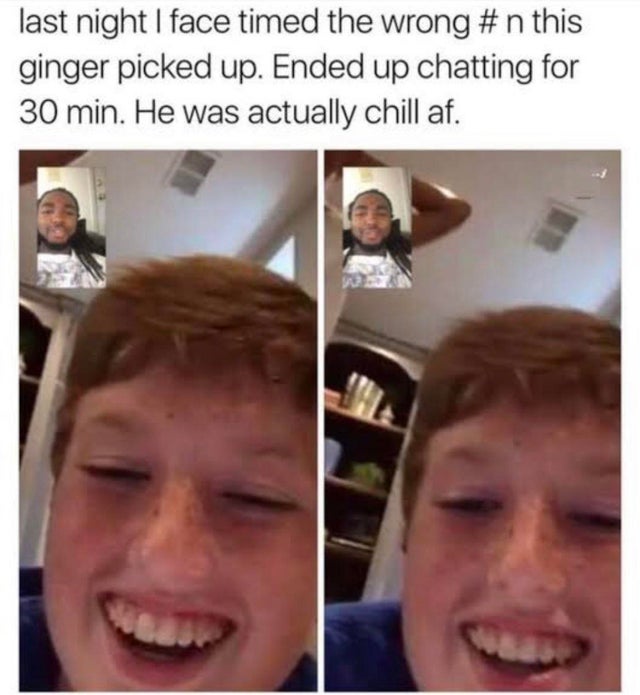 last night I face timed the wrong # n this
ginger picked up. Ended up chatting for
30 min. He was actually chill af.